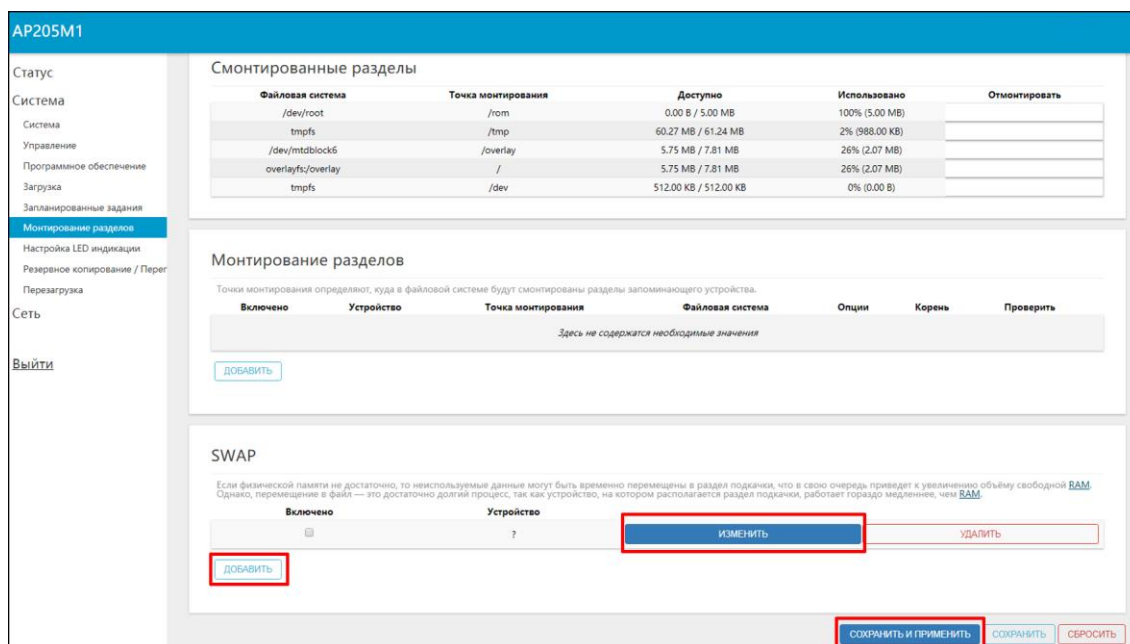 AP205M1
Статус
Система
Система
Управление
Программное обеспечение
Загрузка
Запланированные задания
Монтирование разделов
Настройка LED индикации
Резервное копирование / Перег
Перезагрузка
Сеть
Выйти
Смонтированные разделы
Файловая система Точка монтирования Доступно Использовано Отмонтировать
/dev/root /rom 0.00 B / 5.00 MB 100% (5.00 MB)
tmpfs /tmp 60.27 MB / 61.24 MB 2% (988.00 KB)
/dev/mtdblock6 /overlay 5.75 MB / 7.81 MB 26% (2.07 MB)
overlayfs:/overlay / 5.75 MB / 7.81 MB 26% (2.07 MB)
tmpfs /dev 512.00 KB / 512.00 KB 0% (0.00 B)
Монтирование разделов
Точки монтирования определяют, куда в файловой системе будут смонтированы разделы запоминающего устройства.
Включено Устройство Точка монтирования Файловая система Опции Корень Проверить
Здесь не содержатся необходимые значения
ДОБАВИТЬ
SWAP
Если физической памяти не достаточно, то неиспользуемые данные могут быть временно перемещены в раздел подкачки, что в свою очередь приведет к увеличению объёму свободной RAM.
Однако, перемещение в файл — это достаточно долгий процесс, так как устройство, на котором располагается раздел подкачки, работает гораздо медленнее, чем RAM.
Включено Устройство
? ИЗМЕНИТЬ УДАЛИТЬ
ДОБАВИТЬ
СОХРАНИТЬ И ПРИМЕНИТЬ СОХРАНИТЬ СБРОСИТЬ